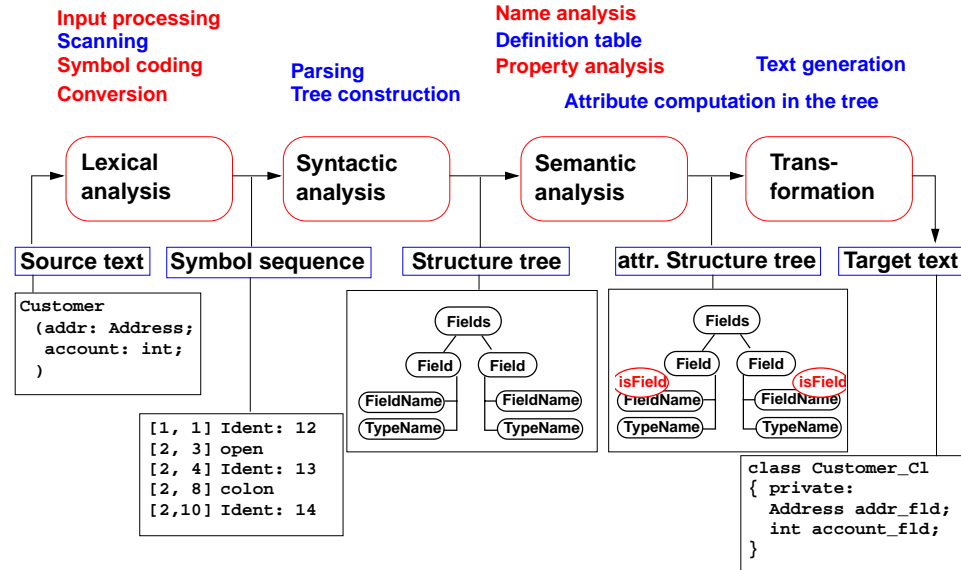 Input processing
Scanning
Symbol coding
Conversion
Parsing
Tree construction
Name analysis
Definition table
Property analysis
Text generation
Attribute computation in the tree
Lexical
analysis
Syntactic
analysis
Semantic
analysis
Trans-
formation
Source text
Symbol sequence
Structure tree
attr. Structure tree
Target text
Customer
(addr: Address;
account: int;
)
[1, 1] Ident: 12
[2, 3] open
[2, 4] Ident: 13
[2, 8] colon
[2,10] Ident: 14
Fields
Field Field
FieldName FieldName
TypeName TypeName
Fields
Field Field
isField isField
FieldName FieldName
TypeName TypeName
class Customer_Cl
{ private:
Address addr_fld;
int account_fld;
}